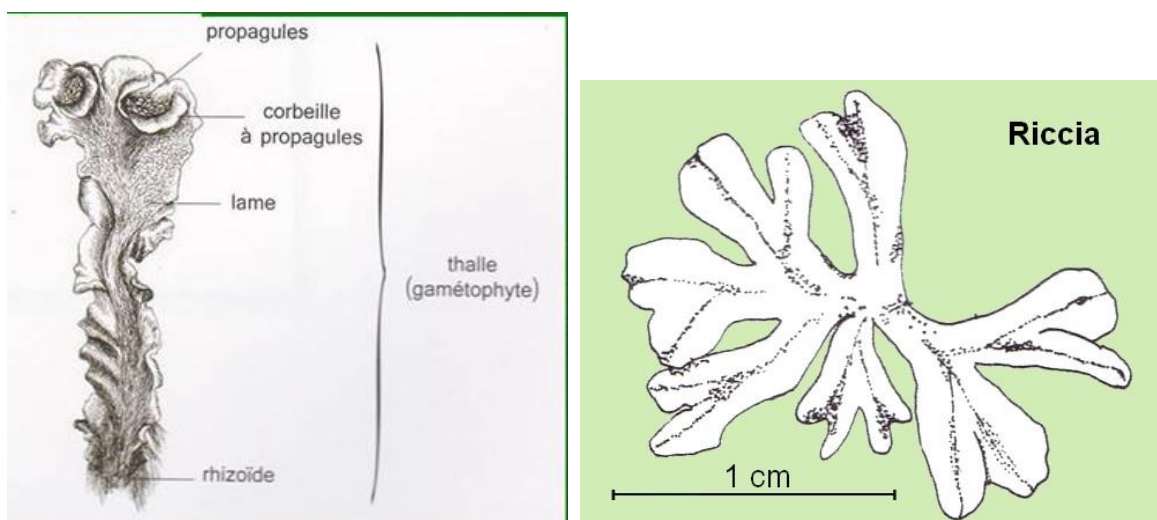 propagules
corbeille
à propagules
lame
thalle
(gamétophyte)
rhizoïde
Riccia
1 cm